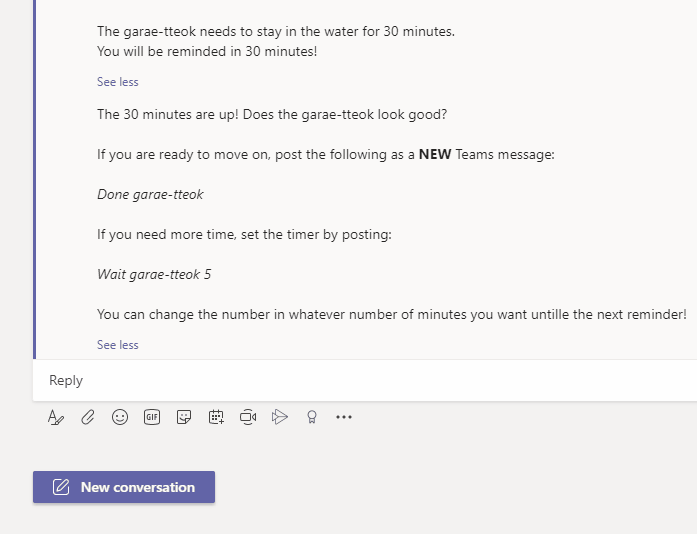 The garae-tteok needs to stay in the water for 30 minutes.
You will be reminded in 30 minutes!
See less
The 30 minutes are up! Does the garae-tteok look good?
If you are ready to move on, post the following as a NEW Teams message:
Done garae-tteok
If you need more time, set the timer by posting:
Wait garae-tteok 5
You can change the number in whatever number of minutes you want untille the next reminder!
See less
Reply
GIF
New conversation